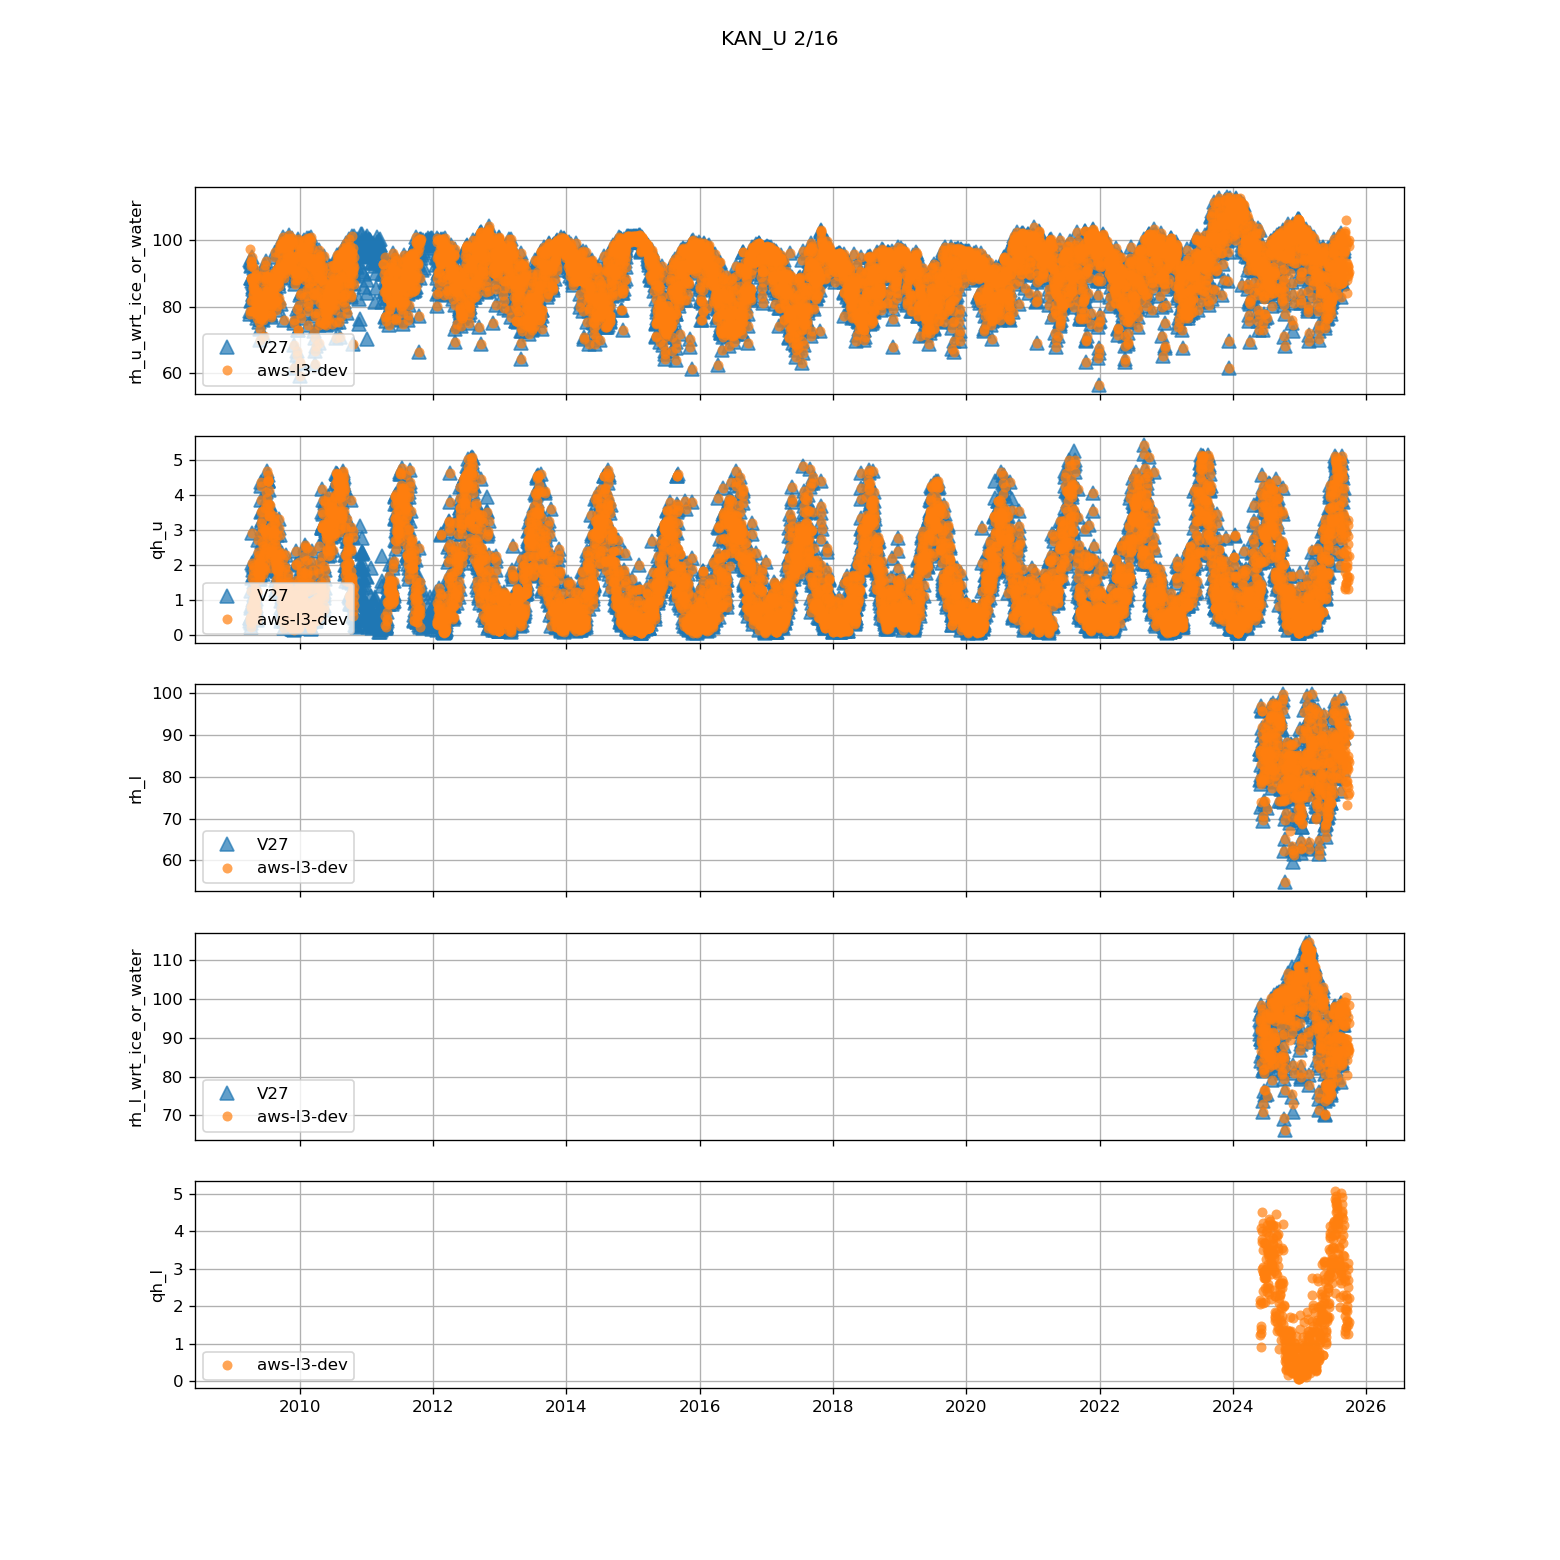 KAN_U 2/16
rh_u_wrt_ice_or_water
100
80
60
V27
aws-l3-dev
qh_u
5
4
3
2
1
0
V27
aws-l3-dev
rh_l
100
90
80
70
60
V27
aws-l3-dev
rh_l_wrt_ice_or_water
110
100
90
80
70
V27
aws-l3-dev
qh_l
5
4
3
2
1
0
aws-l3-dev
2010 2012 2014 2016 2018 2020 2022 2024 2026